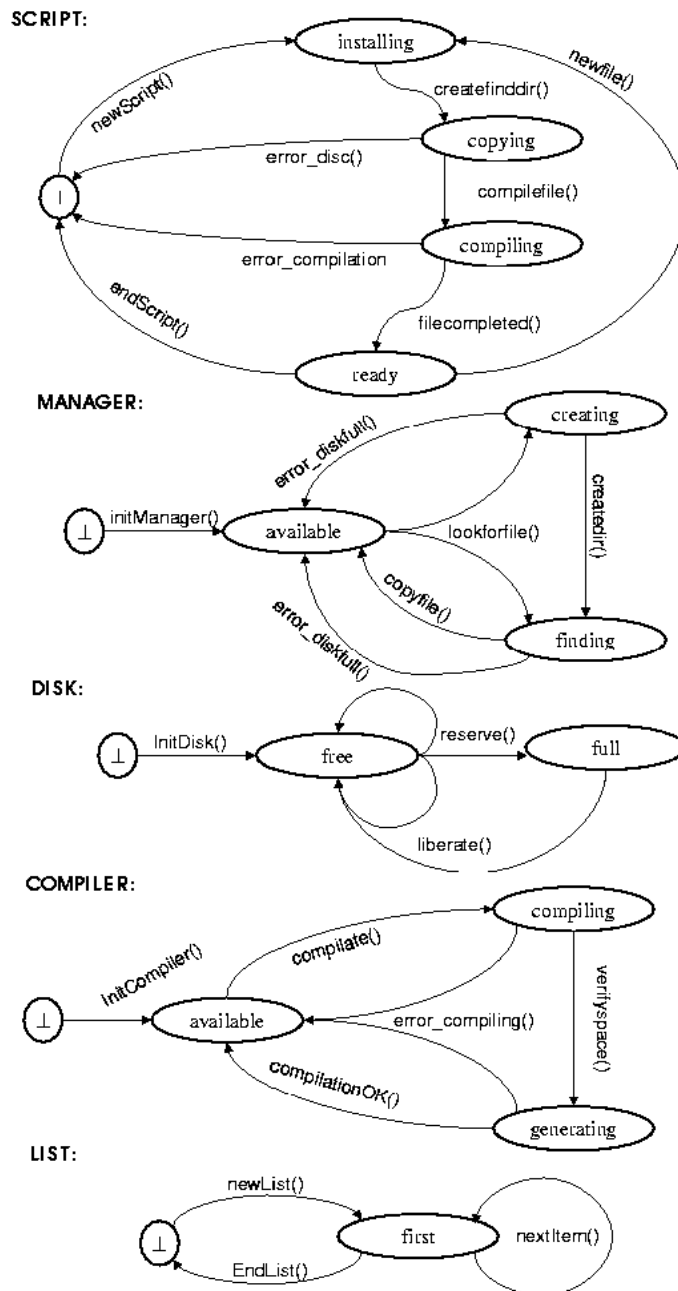 SCRIPT:
installing
newfile()
newScript()
createfinddir()
copying
error_disc()
⊥
compilefile()
compiling
error_compilation
endScript()
filecompleted()
ready
MANAGER:
creating
error_diskfull()
initManager()
createdir()
⊥
available
lookforfile()
copyfile()
error_diskfull()
finding
DISK:
InitDisk()
reserve()
full
⊥
free
liberate()
COMPILER:
compiling
compilate()
InitCompiler()
verifyspace()
⊥
available
error_compiling()
compilationOK()
generating
LIST:
newList()
⊥
first
nextItem()
EndList()